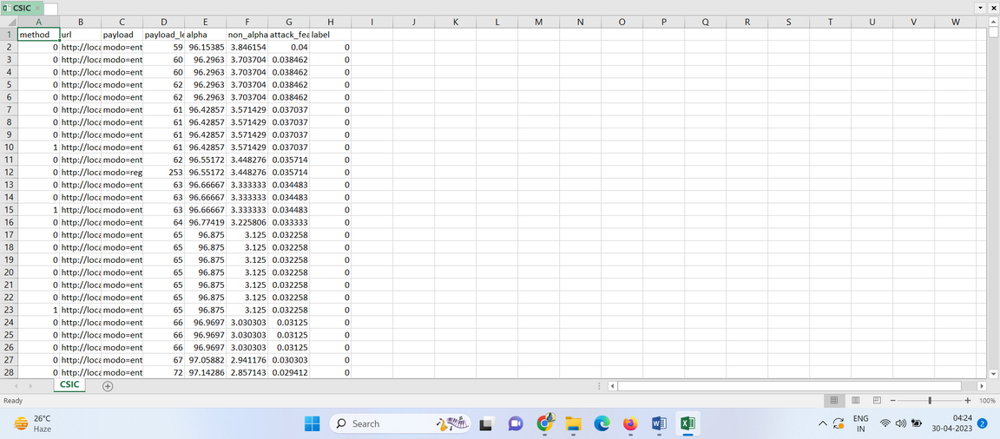 CSIC
A B C D E F G H I J K L M N O P Q R S T U V W
1 method url payload payload_le alpha non_alpha attack_fea label
2 0 http://loca modo=ent 59 96.15385 3.846154 0.04 0
3 0 http://loca modo=ent 60 96.2963 3.703704 0.038462 0
4 0 http://loca modo=ent 60 96.2963 3.703704 0.038462 0
5 0 http://loca modo=ent 62 96.2963 3.703704 0.038462 0
6 0 http://loca modo=ent 62 96.2963 3.703704 0.038462 0
7 0 http://loca modo=ent 61 96.42857 3.571429 0.037037 0
8 0 http://loca modo=ent 61 96.42857 3.571429 0.037037 0
9 0 http://loca modo=ent 61 96.42857 3.571429 0.037037 0
10 1 http://loca modo=ent 61 96.42857 3.571429 0.037037 0
11 0 http://loca modo=ent 62 96.55172 3.448276 0.035714 0
12 0 http://loca modo=reg 253 96.55172 3.448276 0.035714 0
13 0 http://loca modo=ent 63 96.66667 3.333333 0.034483 0
14 0 http://loca modo=ent 63 96.66667 3.333333 0.034483 0
15 1 http://loca modo=ent 63 96.66667 3.333333 0.034483 0
16 0 http://loca modo=ent 64 96.77419 3.225806 0.033333 0
17 0 http://loca modo=ent 65 96.875 3.125 0.032258 0
18 0 http://loca modo=ent 65 96.875 3.125 0.032258 0
19 0 http://loca modo=ent 65 96.875 3.125 0.032258 0
20 0 http://loca modo=ent 65 96.875 3.125 0.032258 0
21 0 http://loca modo=ent 65 96.875 3.125 0.032258 0
22 0 http://loca modo=ent 65 96.875 3.125 0.032258 0
23 1 http://loca modo=ent 65 96.875 3.125 0.032258 0
24 0 http://loca modo=ent 66 96.9697 3.030303 0.03125 0
25 0 http://loca modo=ent 66 96.9697 3.030303 0.03125 0
26 0 http://loca modo=ent 66 96.9697 3.030303 0.03125 0
27 0 http://loca modo=ent 67 97.05882 2.941176 0.030303 0
28 0 http://loca modo=ent 72 97.14286 2.857143 0.029412 0
CSIC
Ready 100%
26°C
Haze
Search
ENG
IN
04:24
30-04-2023
2